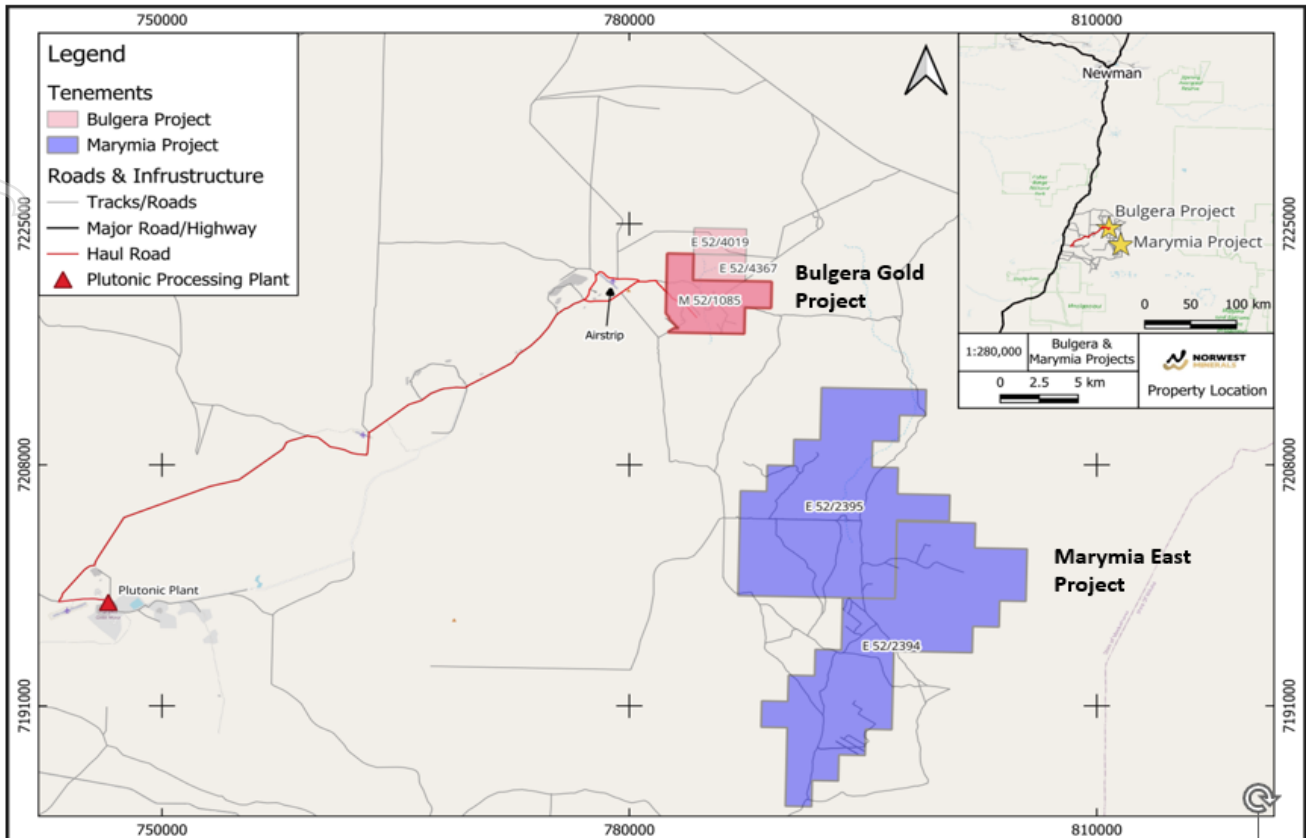 750000
780000
810000
Legend
Tenements
Bulgera Project
Marymia Project
Roads & Infrustructure
Tracks/Roads
Major Road/Highway
Haul Road
Plutonic Processing Plant
Newman
Bulgera Project
Marymia Project
0 50 100 km
1:280,000
Bulgera &
Marymia Projects
0 2.5 5 km
NORWEST
MINERALS
Property Location
7225000
7225000
E 52/4019
E 52/4367
M 52/1085
Bulgera Gold
Project
Airstrip
7208000
7208000
E 52/2395
Marymia East
Project
Plutonic Plant
E 52/2394
7191000
7191000
750000
780000
810000